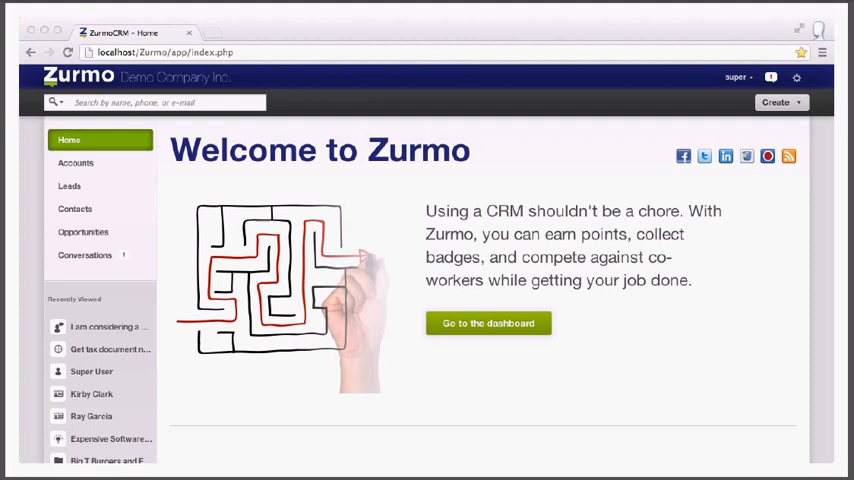 ZurmoCRM - Home
localhost/Zurmo/app/index.php
Zurmo Demo Company Inc.
super
1
Search by name, phone, or e-mail
Create
Home
Accounts
Leads
Contacts
Opportunities
Conversations 1
Recently Viewed
I am considering a ...
Get tax document n...
Super User
Kirby Clark
Ray Garcia
Expensive Software...
Big T Burgers and F
Welcome to Zurmo
Using a CRM shouldn't be a chore. With
Zurmo, you can earn points, collect
badges, and compete against co-
workers while getting your job done.
Go to the dashboard